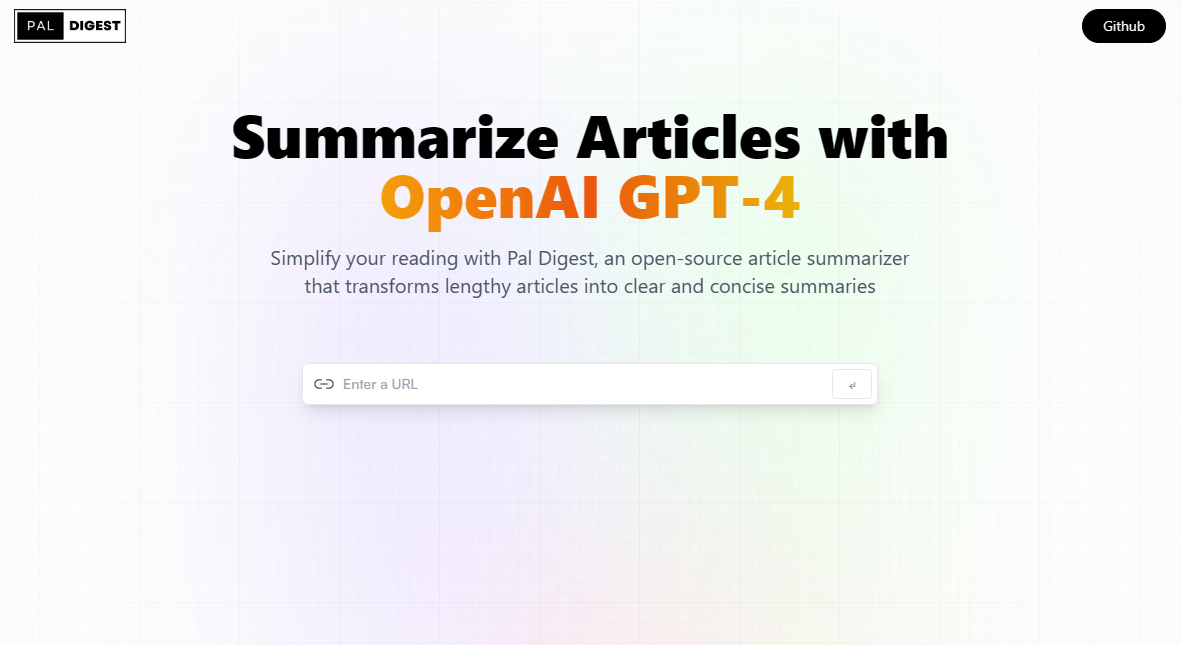 PAL DIGEST
Github
Summarize Articles with
OpenAI GPT-4
Simplify your reading with Pal Digest, an open-source article summarizer
that transforms lengthy articles into clear and concise summaries
Enter a URL
↵